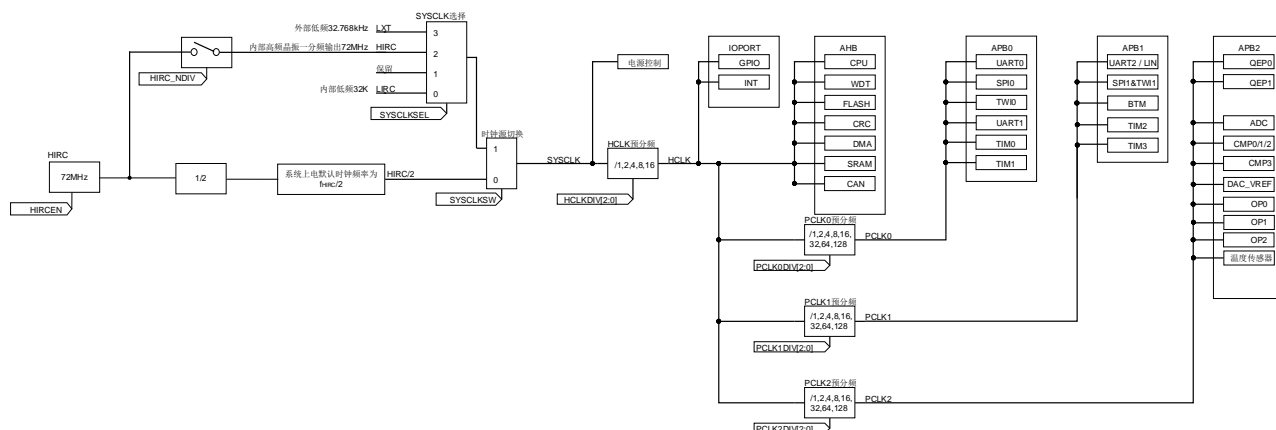 SYSCLK选择
外部低频32.768kHz LXT
3
内部高频晶振一分频输出72MHz HIRC
2
HIRC_NDIV
保留
1
内部低频32K LIRC
0
SYSCLKSEL
HIRC
72MHz
HIRCEN
1/2
系统上电默认时钟频率为
fHIRC/2
HIRC/2
时钟源切换
1
0
SYSCLKSW
SYSCLK
电源控制
HCLK预分频
/1,2,4,8,16
HCLK
HCLKDIV[2:0]
IOPORT
GPIO
INT
AHB
CPU
WDT
FLASH
CRC
DMA
SRAM
CAN
APB0
UART0
SPI0
TWI0
UART1
TIM0
TIM1
APB1
UART2 / LIN
SPI1&TWI1
BTM
TIM2
TIM3
APB2
QEP0
QEP1
ADC
CMP0/1/2
CMP3
DAC_VREF
OP0
OP1
OP2
温度传感器
PCLK0预分频
/1,2,4,8,16,
32,64,128
PCLK0
PCLK0DIV[2:0]
PCLK1预分频
/1,2,4,8,16,
32,64,128
PCLK1
PCLK1DIV[2:0]
PCLK2预分频
/1,2,4,8,16,
32,64,128
PCLK2
PCLK2DIV[2:0]